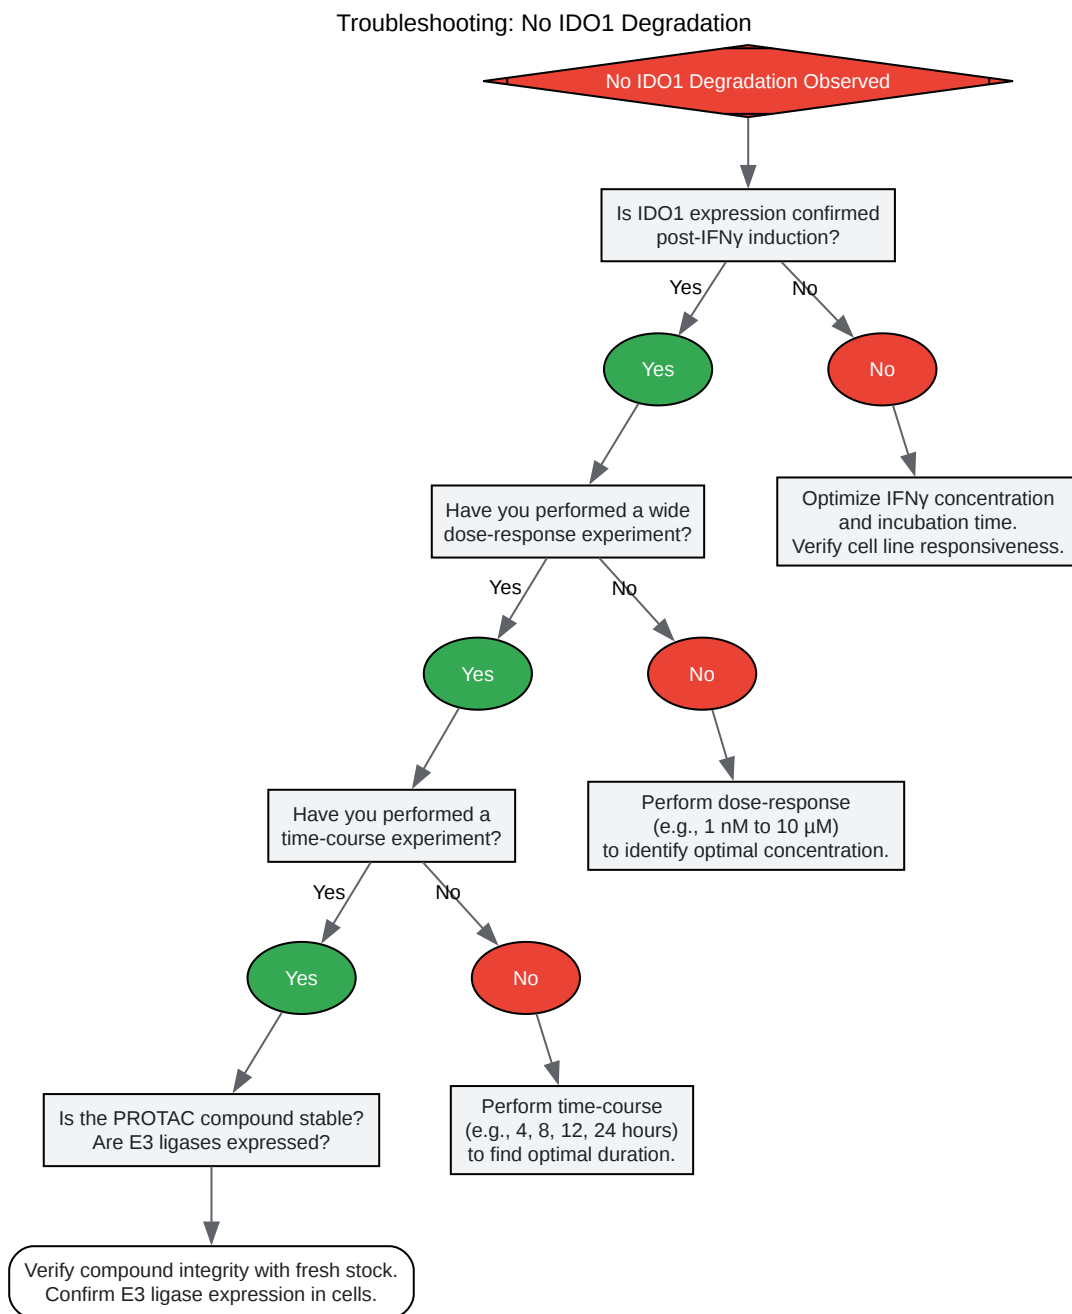 Troubleshooting: No IDO1 Degradation
No IDO1 Degradation Observed
Is IDO1 expression confirmed
post-IFNγ induction?
Yes
No
Yes
No
Have you performed a wide
dose-response experiment?
Optimize IFNγ concentration
and incubation time.
Verify cell line responsiveness.
Yes
No
Yes
No
Have you performed a
time-course experiment?
Perform dose-response
(e.g., 1 nM to 10 µM)
to identify optimal concentration.
Yes
No
Yes
No
Is the PROTAC compound stable?
Are E3 ligases expressed?
Perform time-course
(e.g., 4, 8, 12, 24 hours)
to find optimal duration.
Verify compound integrity with fresh stock.
Confirm E3 ligase expression in cells.